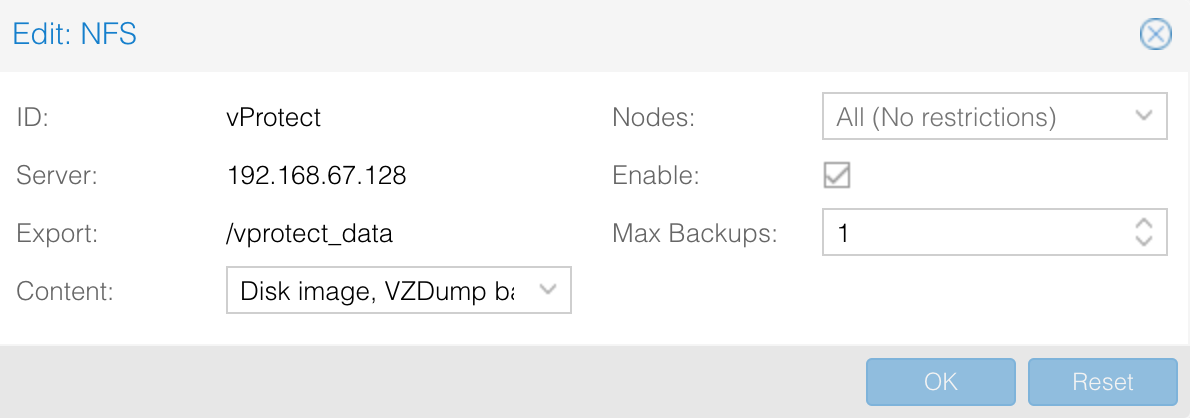 Edit: NFS
ID: vProtect
Server: 192.168.67.128
Export: /vprotect_data
Content: Disk image, VZDump
Nodes: All (No restrictions)
Enable:
Max Backups: 1
OK Reset